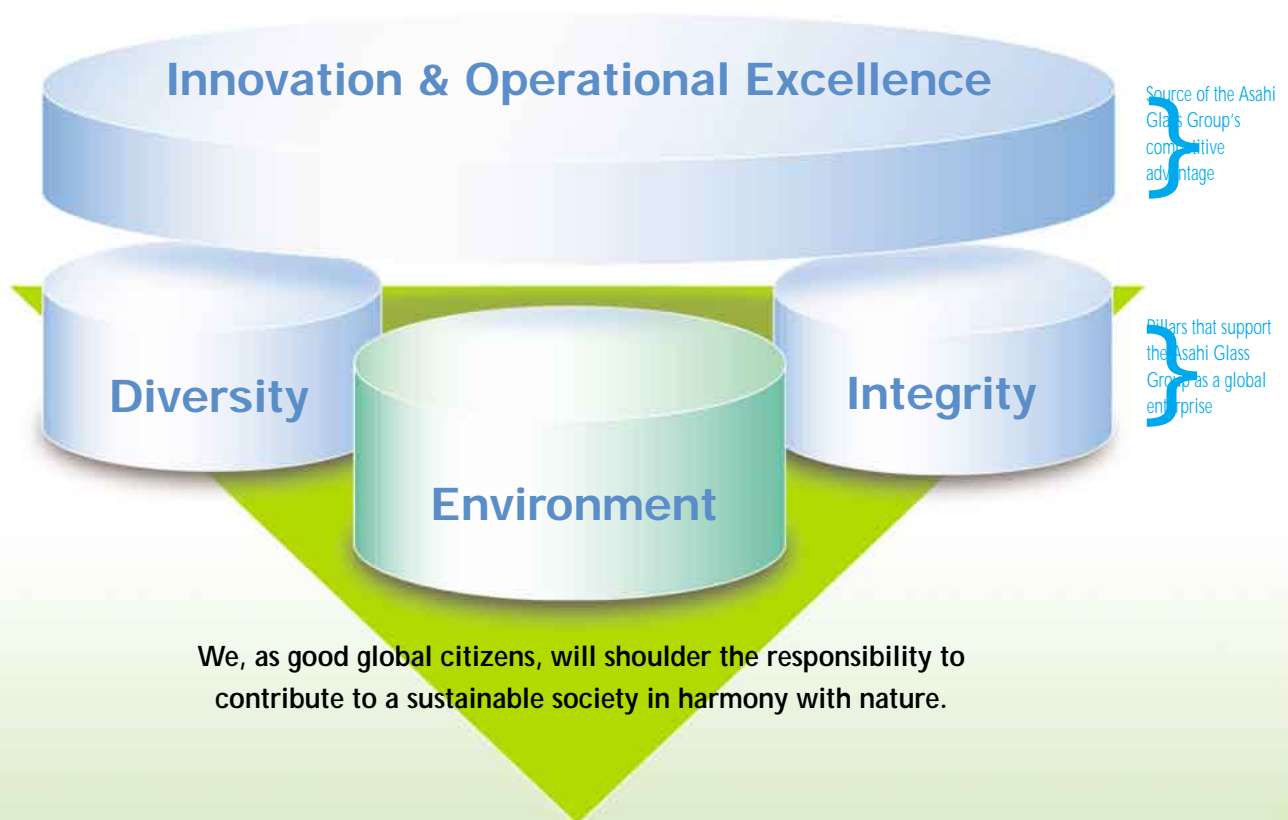 Innovation & Operational Excellence
Source of the Asahi
Glass Group's
competitive
advantage
Diversity
Integrity
Environment
Pillars that support
the Asahi Glass
Group as a global
enterprise
We, as good global citizens, will shoulder the responsibility to
contribute to a sustainable society in harmony with nature.